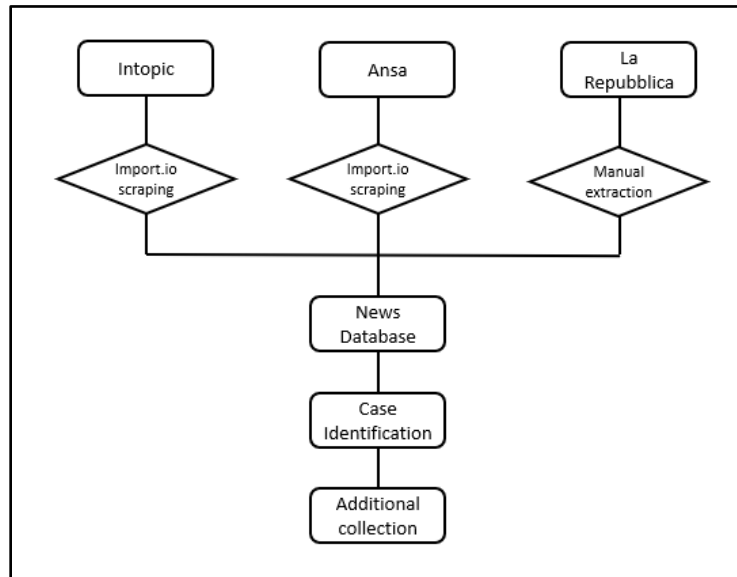 Intopic
Ansa
La
Repubblica
Import.io
scraping
Import.io
scraping
Manual
extraction
News
Database
Case
Identification
Additional
collection